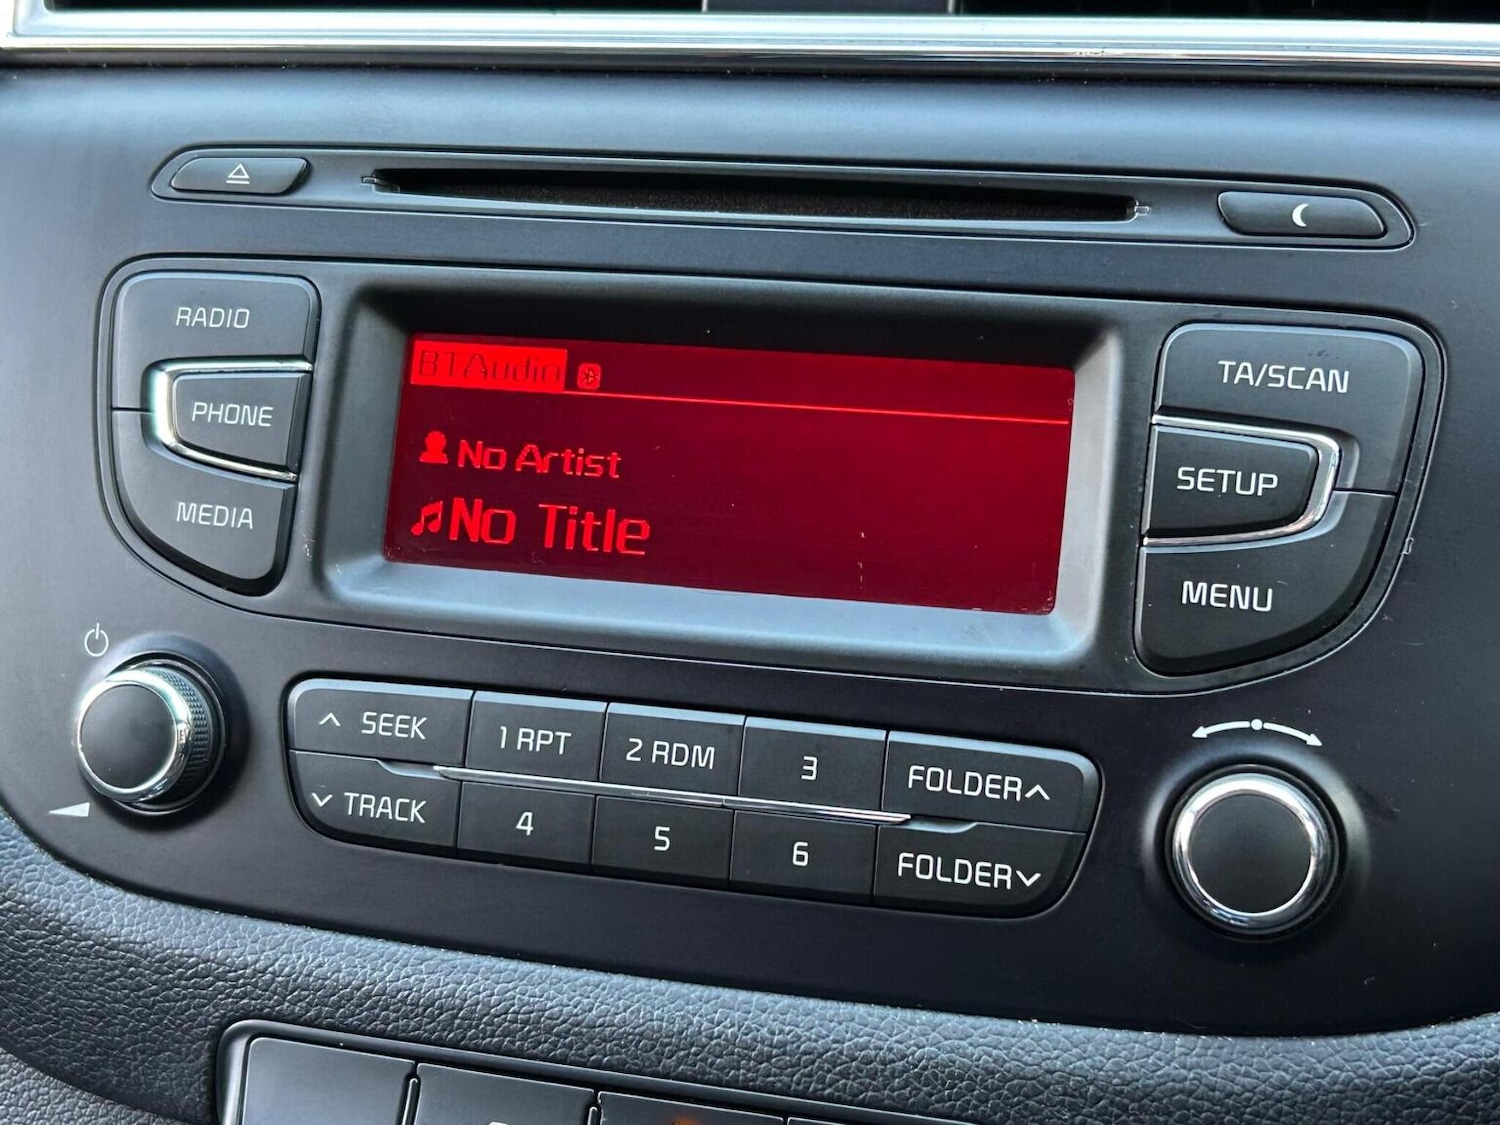 RADIO
PHONE
MEDIA
BTAudio
No Artist
No Title
TA/SCAN
SETUP
MENU
SEEK
TRACK
1 RPT
2 RDM
3
FOLDER
4
5
6
FOLDER